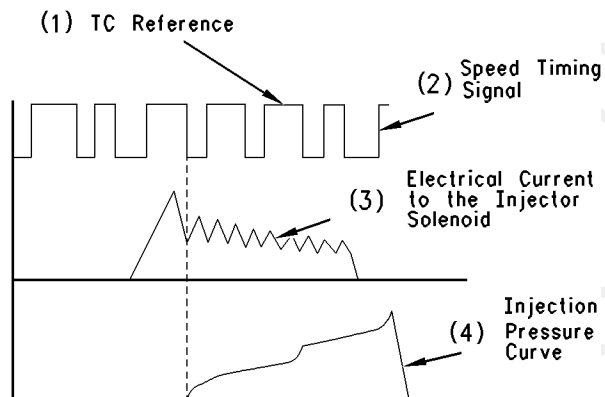 (1) TC Reference
(2) Speed Timing
Signal
(3) Electrical Current
to the Injector
Solenoid
(4) Injection
Pressure
Curve